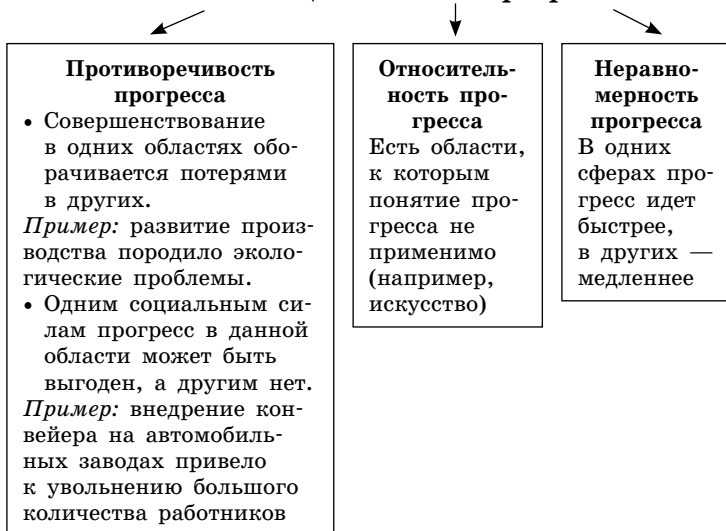 Противоречивость
прогресса
• Совершенствование
в одних областях обо-
рачивается потерями
в других.
Пример: развитие произ-
водства породило эколо-
гические проблемы.
• Одним социальным си-
лам прогресс в данной
области может быть
выгоден, а другим нет.
Пример: внедрение кон-
вейера на автомобиль-
ных заводах привело
к увольнению большого
количества работников
Относитель-
ность про-
гресса
Есть области,
к которым
понятие про-
гресса не
применимо
(например,
искусство)
Неравно-
мерность
прогресса
В одних
сферах про-
гресс идет
быстрее,
в других —
медленнее